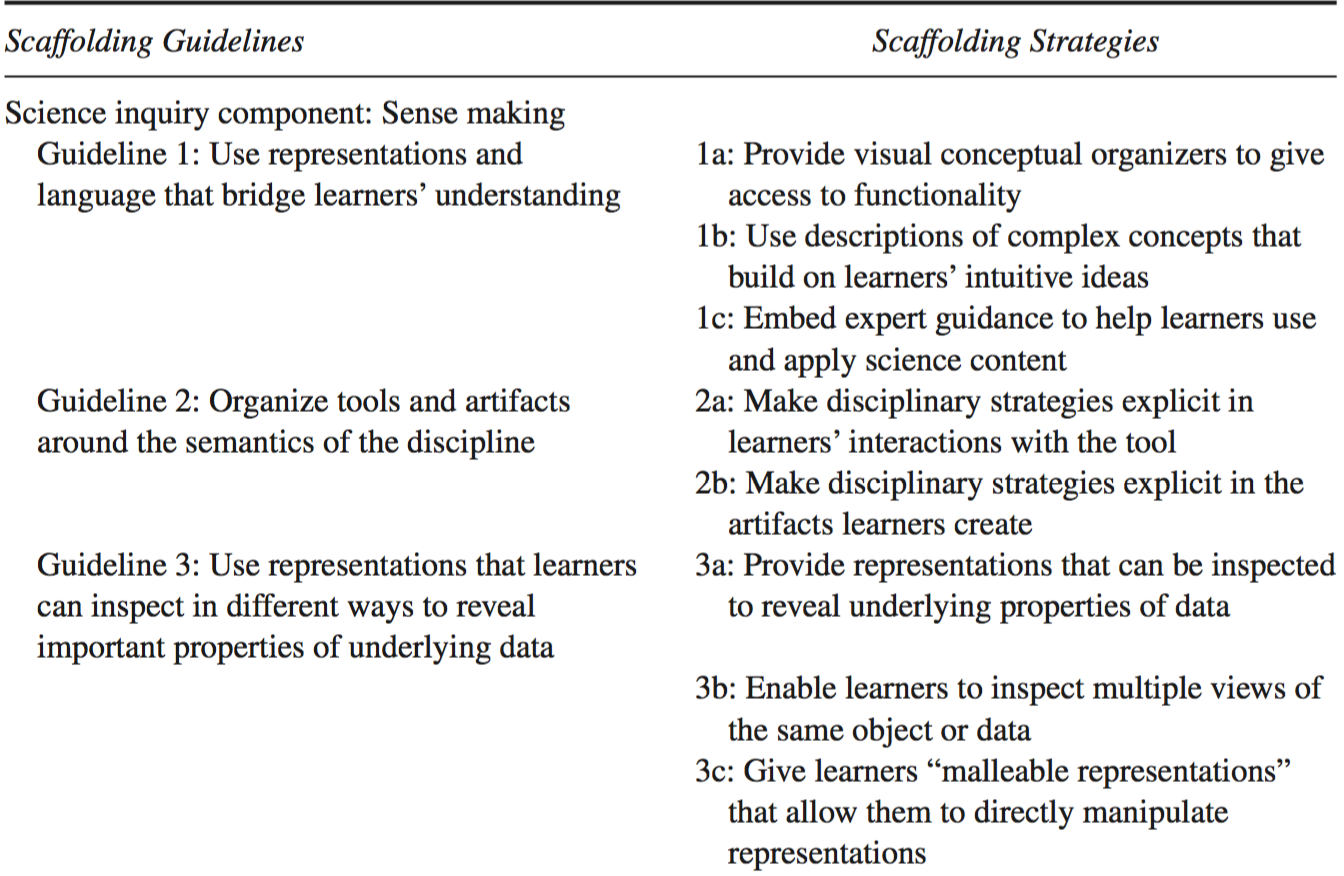 Scaffolding Guidelines
Scaffolding Strategies
Science inquiry component: Sense making
Guideline 1: Use representations and
language that bridge learners’ understanding
1a: Provide visual conceptual organizers to give
access to functionality
1b: Use descriptions of complex concepts that
build on learners’ intuitive ideas
1c: Embed expert guidance to help learners use
and apply science content
Guideline 2: Organize tools and artifacts
around the semantics of the discipline
2a: Make disciplinary strategies explicit in
learners’ interactions with the tool
2b: Make disciplinary strategies explicit in the
artifacts learners create
Guideline 3: Use representations that learners
can inspect in different ways to reveal
important properties of underlying data
3a: Provide representations that can be inspected
to reveal underlying properties of data
3b: Enable learners to inspect multiple views of
the same object or data
3c: Give learners “malleable representations”
that allow them to directly manipulate
representations